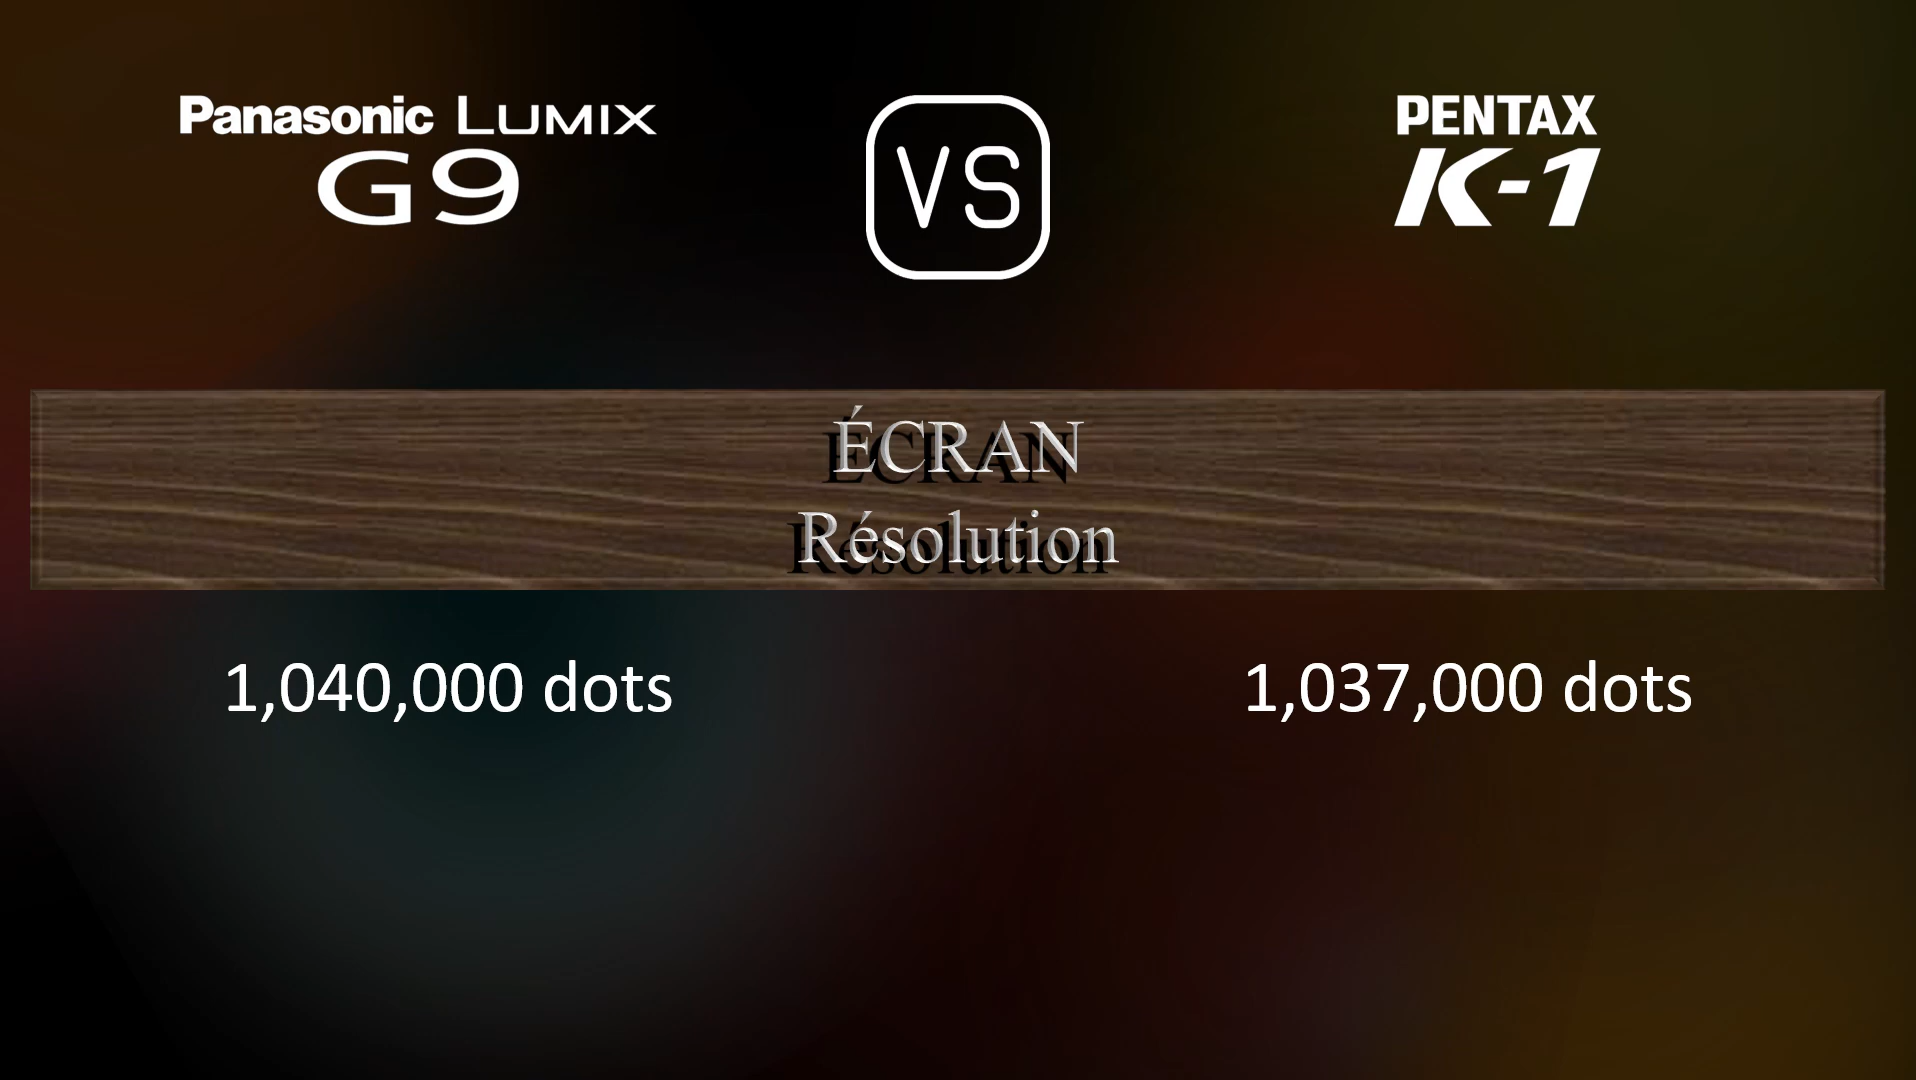 Panasonic LUMIX
G9
VS
PENTAX
K-1
ÉCRAN
Résolution
1,040,000 dots
1,037,000 dots